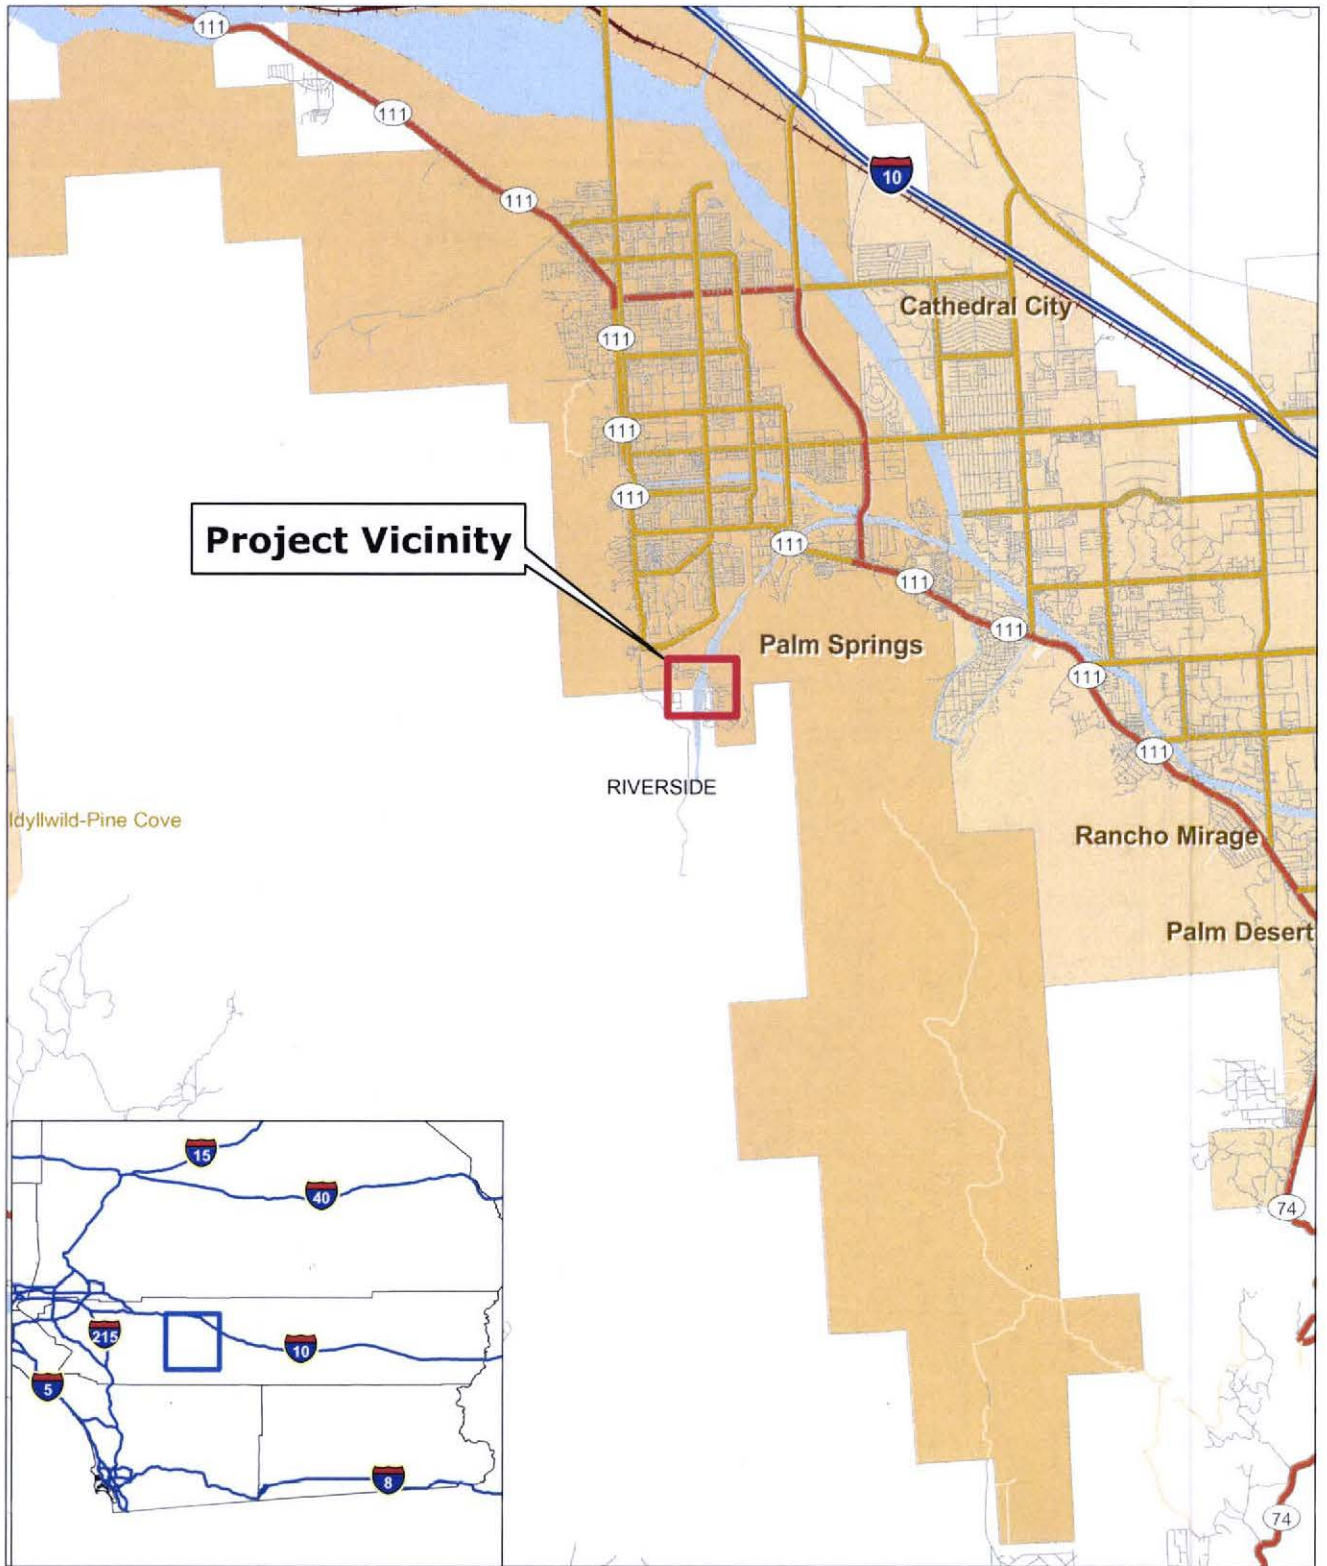 111
111
10
111
Cathedral City
111
111
111
Project Vicinity
111
111
111
Palm Springs
111
111
RIVERSIDE
Idyllwild-Pine Cove
Rancho Mirage
Palm Desert
15
40
74
215
10
5
8
74